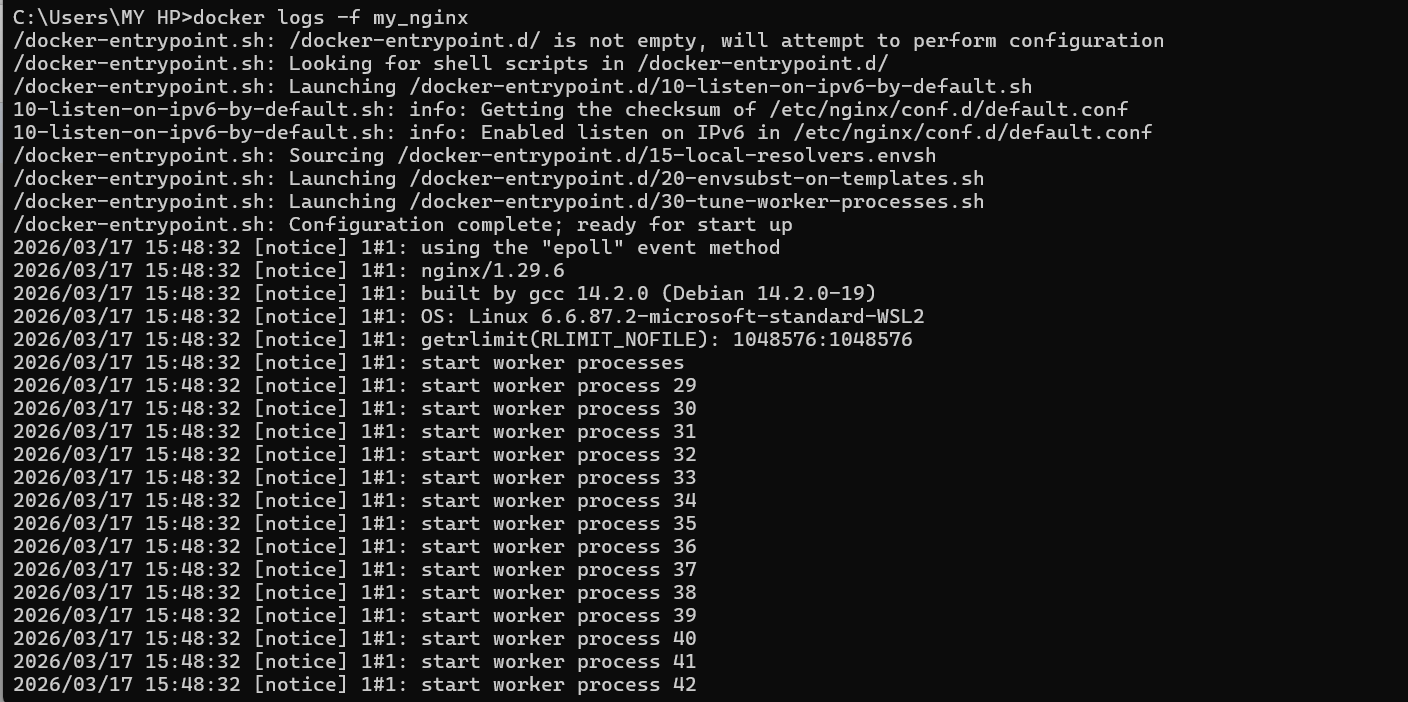 C:\Users\MY HP>docker logs -f my_nginx
/docker-entrypoint.sh: /docker-entrypoint.d/ is not empty, will attempt to perform configuration
/docker-entrypoint.sh: Looking for shell scripts in /docker-entrypoint.d/
/docker-entrypoint.sh: Launching /docker-entrypoint.d/10-listen-on-ipv6-by-default.sh
10-listen-on-ipv6-by-default.sh: info: Getting the checksum of /etc/nginx/conf.d/default.conf
10-listen-on-ipv6-by-default.sh: info: Enabled listen on IPv6 in /etc/nginx/conf.d/default.conf
/docker-entrypoint.sh: Sourcing /docker-entrypoint.d/15-local-resolvers.envsh
/docker-entrypoint.sh: Launching /docker-entrypoint.d/20-envsubst-on-templates.sh
/docker-entrypoint.sh: Launching /docker-entrypoint.d/30-tune-worker-processes.sh
/docker-entrypoint.sh: Configuration complete; ready for start up
2026/03/17 15:48:32 [notice] 1#1: using the "epoll" event method
2026/03/17 15:48:32 [notice] 1#1: nginx/1.29.6
2026/03/17 15:48:32 [notice] 1#1: built by gcc 14.2.0 (Debian 14.2.0-19)
2026/03/17 15:48:32 [notice] 1#1: OS: Linux 6.6.87.2-microsoft-standard-WSL2
2026/03/17 15:48:32 [notice] 1#1: getrlimit(RLIMIT_NOFILE): 1048576:1048576
2026/03/17 15:48:32 [notice] 1#1: start worker processes
2026/03/17 15:48:32 [notice] 1#1: start worker process 29
2026/03/17 15:48:32 [notice] 1#1: start worker process 30
2026/03/17 15:48:32 [notice] 1#1: start worker process 31
2026/03/17 15:48:32 [notice] 1#1: start worker process 32
2026/03/17 15:48:32 [notice] 1#1: start worker process 33
2026/03/17 15:48:32 [notice] 1#1: start worker process 34
2026/03/17 15:48:32 [notice] 1#1: start worker process 35
2026/03/17 15:48:32 [notice] 1#1: start worker process 36
2026/03/17 15:48:32 [notice] 1#1: start worker process 37
2026/03/17 15:48:32 [notice] 1#1: start worker process 38
2026/03/17 15:48:32 [notice] 1#1: start worker process 39
2026/03/17 15:48:32 [notice] 1#1: start worker process 40
2026/03/17 15:48:32 [notice] 1#1: start worker process 41
2026/03/17 15:48:32 [notice] 1#1: start worker process 42